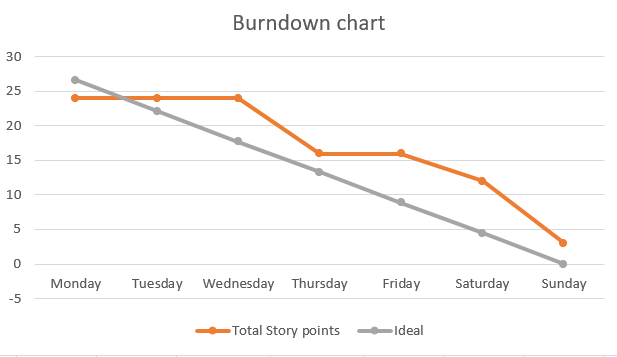 Burndown chart
30
25
20
15
10
5
0
-5
Monday Tuesday Wednesday Thursday Friday Saturday Sunday
Total Story points Ideal